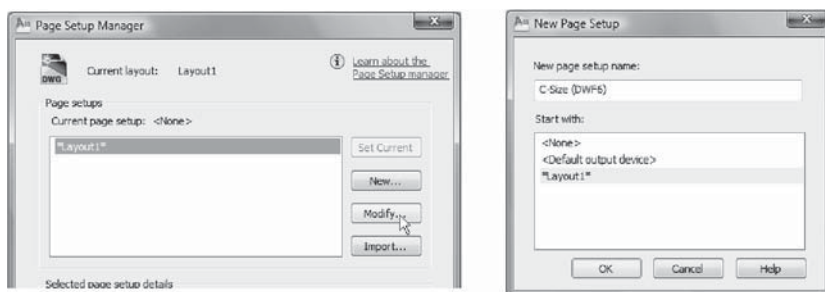 Page Setup Manager
DWG
Current layout: Layout1
Learn about the
Page Setup manager
Page setups
Current page setup: <None>
"Layout1"
Set Current
New...
Modify...
Import...
Selected page setup details
New Page Setup
New page setup name:
C-Size (DWF6)
Start with:
<None>
<Default output device>
"Layout1"
OK Cancel Help